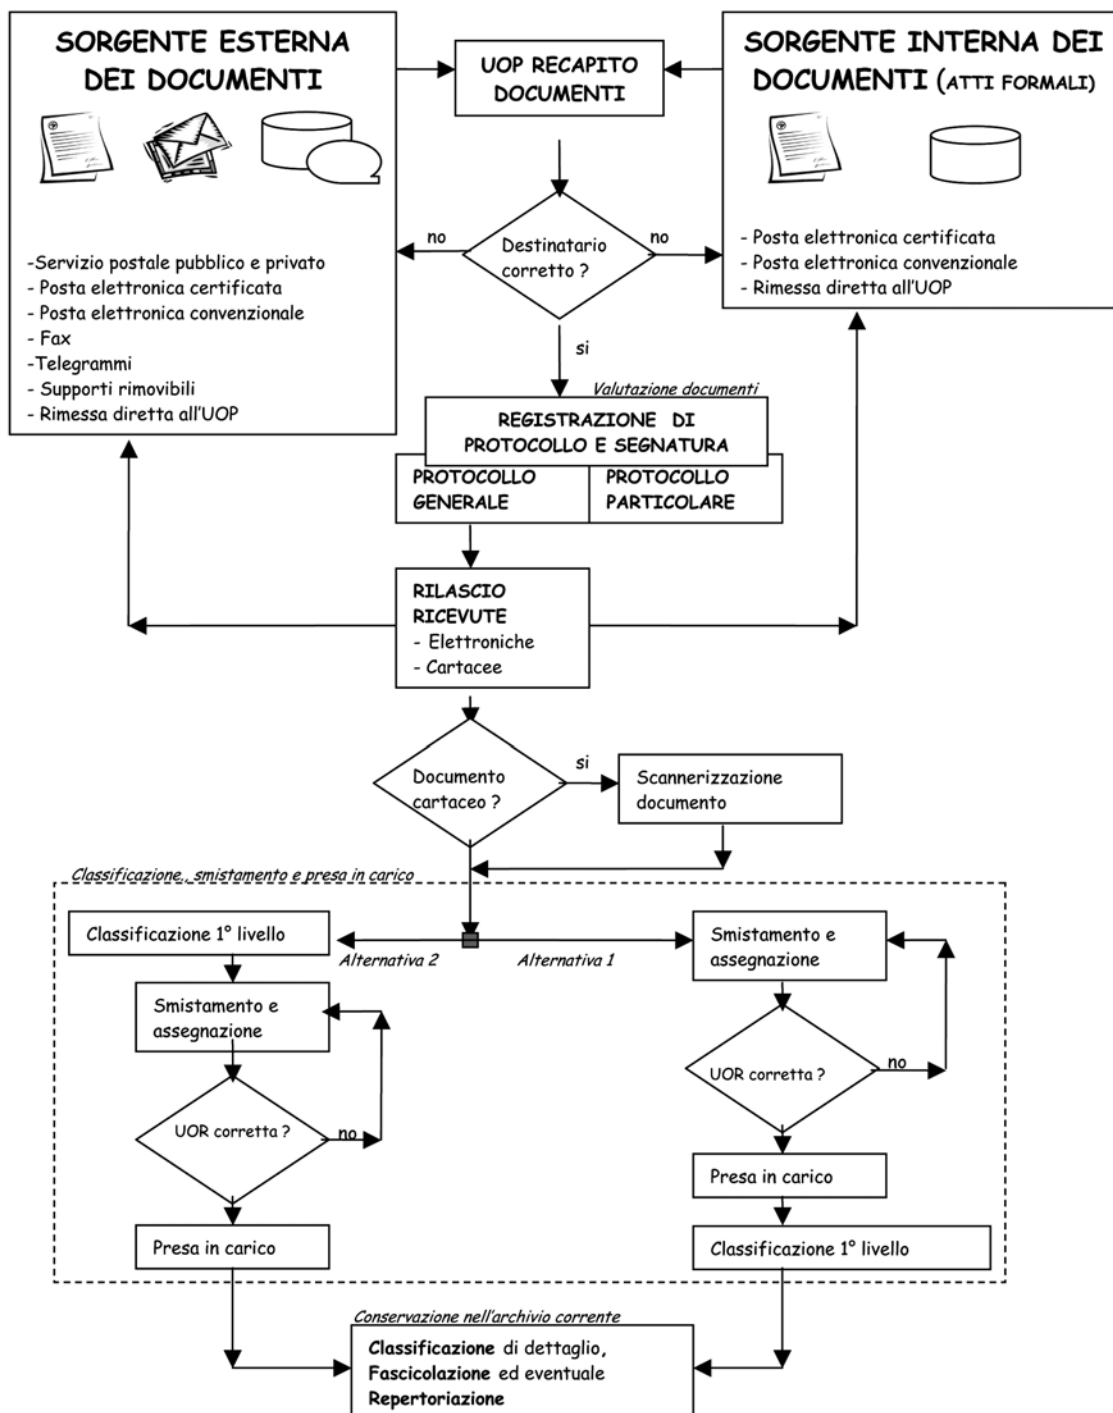 SORGENTE ESTERNA
DEI DOCUMENTI
-Servizio postale pubblico e privato
- Posta elettronica certificata
- Posta elettronica convenzionale
- Fax
-Telegrammi
- Supporti rimovibili
- Rimessa diretta all'UOP
UOP RECAPITO
DOCUMENTI
SORGENTE INTERNA DEI
DOCUMENTI (ATTI FORMALI)
- Posta elettronica certificata
- Posta elettronica convenzionale
- Rimessa diretta all'UOP
no
Destinatario
corretto ?
no
si
Valutazione documenti
REGISTRAZIONE DI
PROTOCOLLO E SEGNATURA
PROTOCOLLO
GENERALE
PROTOCOLLO
PARTICOLARE
RILASCIO
RICEVUTE
- Elettroniche
- Cartacee
Documento
cartaceo ?
si
Scannerizzazione
documento
Classificazione., smistamento e presa in carico
Classificazione 1° livello
Alternativa 2
Alternativa 1
Smistamento e
assegnazione
Smistamento e
assegnazione
UOR corretta ?
no
UOR corretta ?
no
Presa in carico
Presa in carico
Classificazione 1° livello
Conservazione nell'archivio corrente
Classificazione di dettaglio,
Fascicolazione ed eventuale
Repertoriazione